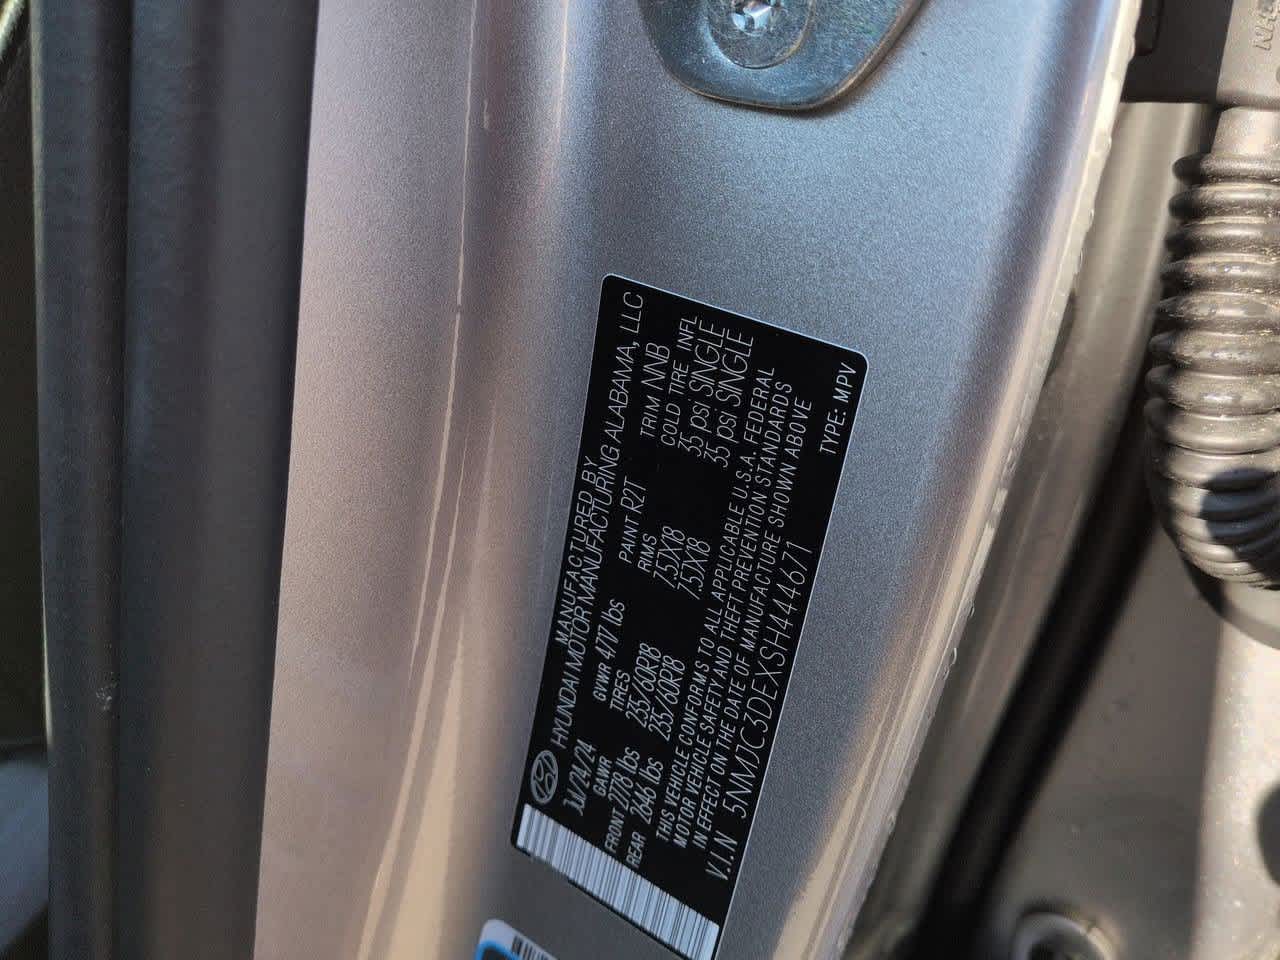 MANUFACTURED BY
HYUNDAI MOTOR MANUFACTURING ALABAMA, LLC
JU/24/24 GVWR 4717 lbs PAINT R2T TRIM NNB
GAWR TIRES RIMS COLD TIRE INFL
FRONT 2778 lbs 235/60R18 7.5JX18 35 psi SINGLE
REAR 2646 lbs 235/60R18 7.5JX18 35 psi SINGLE
THIS VEHICLE CONFORMS TO ALL APPLICABLE U.S.A. FEDERAL
MOTOR VEHICLE SAFETY AND THEFT PREVENTION STANDARDS
IN EFFECT ON THE DATE OF MANUFACTURE SHOWN ABOVE
V.I.N 5NMJC3DEXSH444671 TYPE: MPV